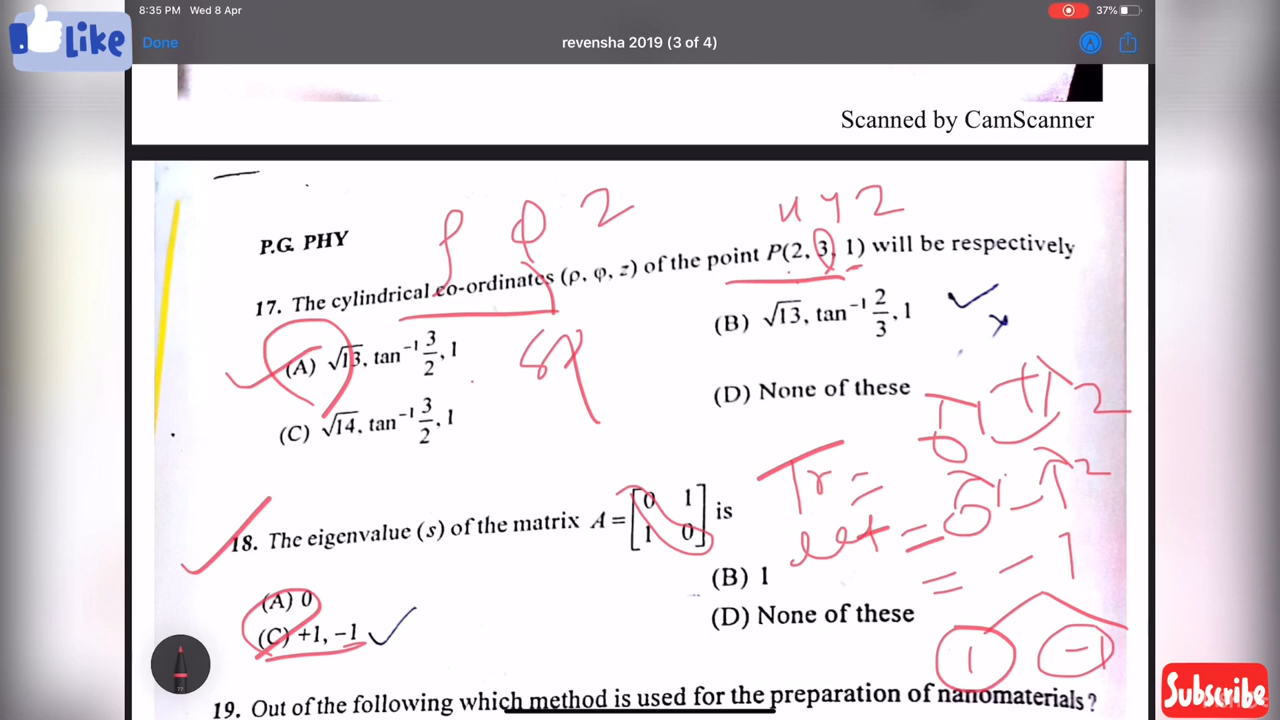 8:35 PM Wed 8 Apr
37%
Like
Done
revensha 2019 (3 of 4)
Scanned by CamScanner
ρ φ z
x y z
P.G. PHY
17. The cylindrical co-ordinates (ρ, φ, z) of the point P(2, 3, 1) will be respectively
(A) √13, tan⁻¹ 3/2, 1
(B) √13, tan⁻¹ 2/3, 1
(C) √14, tan⁻¹ 3/2, 1
(D) None of these
18. The eigenvalue (s) of the matrix A = [0 1
1 0] is
Tr =
= -1
(A) 0
(B) 1
(C) +1, -1
(D) None of these
1 -1
19. Out of the following which method is used for the preparation of nanomaterials?
Subscribe